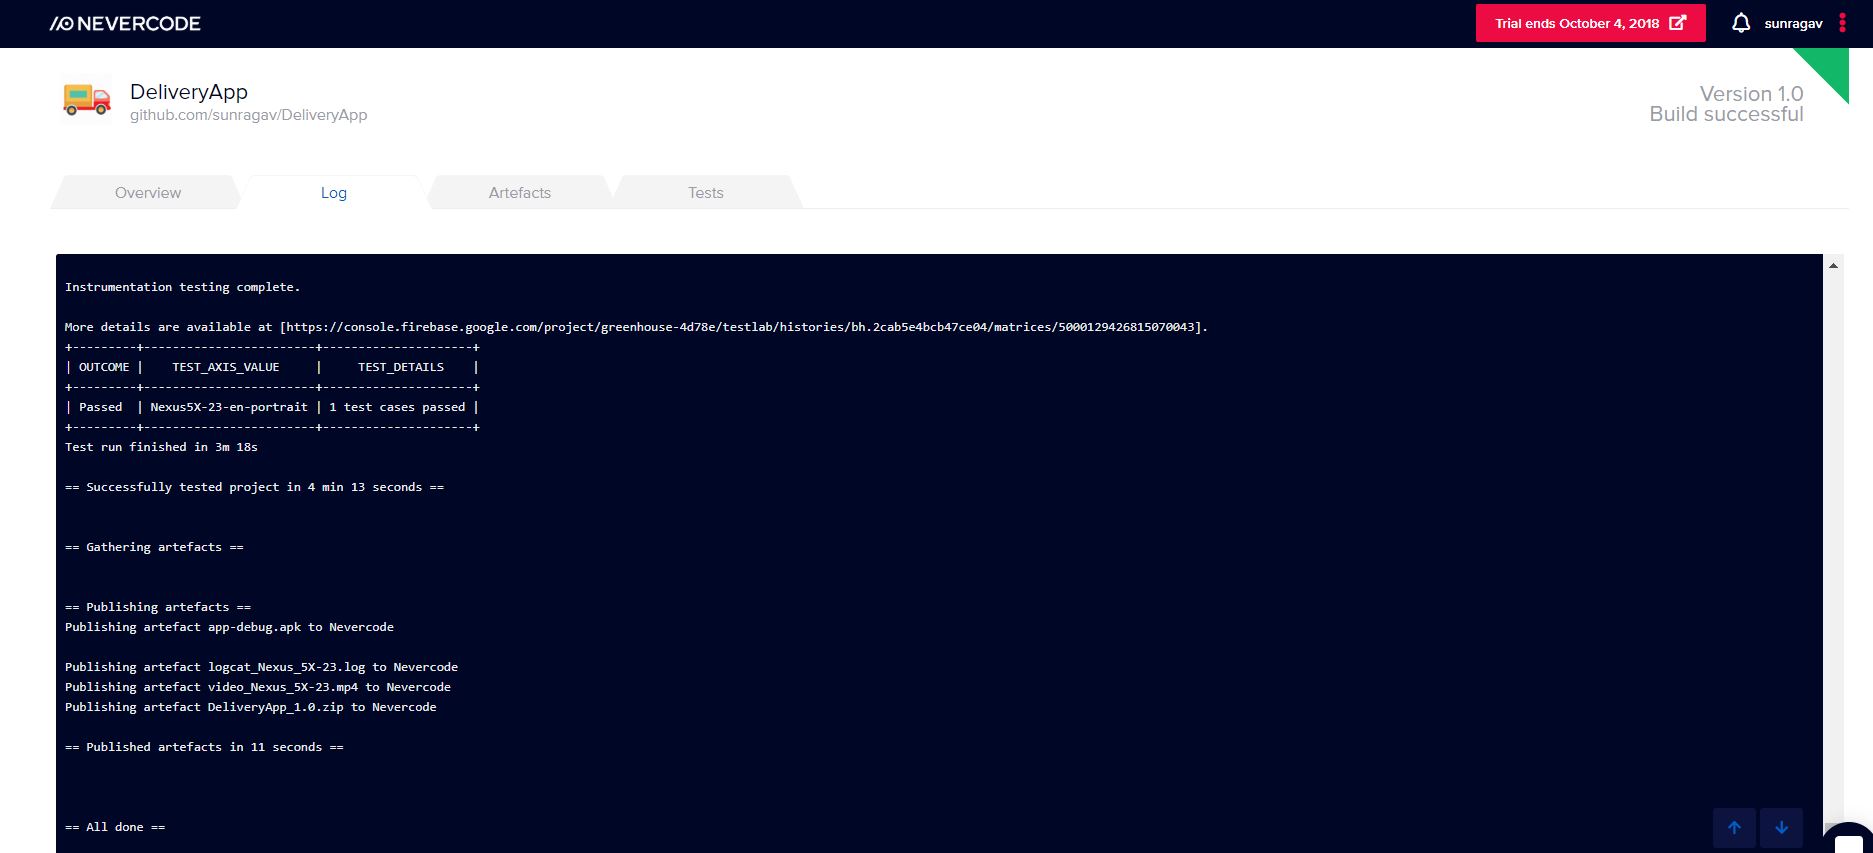 NEVERCODE
Trial ends October 4, 2018
sunragav
DeliveryApp
github.com/sunragav/DeliveryApp
Version 1.0
Build successful
Overview
Log
Artefacts
Tests
Instrumentation testing complete.
More details are available at [https://console.firebase.google.com/project/greenhouse-4d78e/testlab/histories/bh.2cab5e4bcb47ce04/matrices/5000129426815070043].
+---------+------------------------+---------------------+
| OUTCOME |    TEST_AXIS_VALUE     |     TEST_DETAILS    |
+---------+------------------------+---------------------+
| Passed  | Nexus5X-23-en-portrait | 1 test cases passed |
+---------+------------------------+---------------------+
Test run finished in 3m 18s
== Successfully tested project in 4 min 13 seconds ==
== Gathering artefacts ==
== Publishing artefacts ==
Publishing artefact app-debug.apk to Nevercode
Publishing artefact logcat_Nexus_5X-23.log to Nevercode
Publishing artefact video_Nexus_5X-23.mp4 to Nevercode
Publishing artefact DeliveryApp_1.0.zip to Nevercode
== Published artefacts in 11 seconds ==
== All done ==